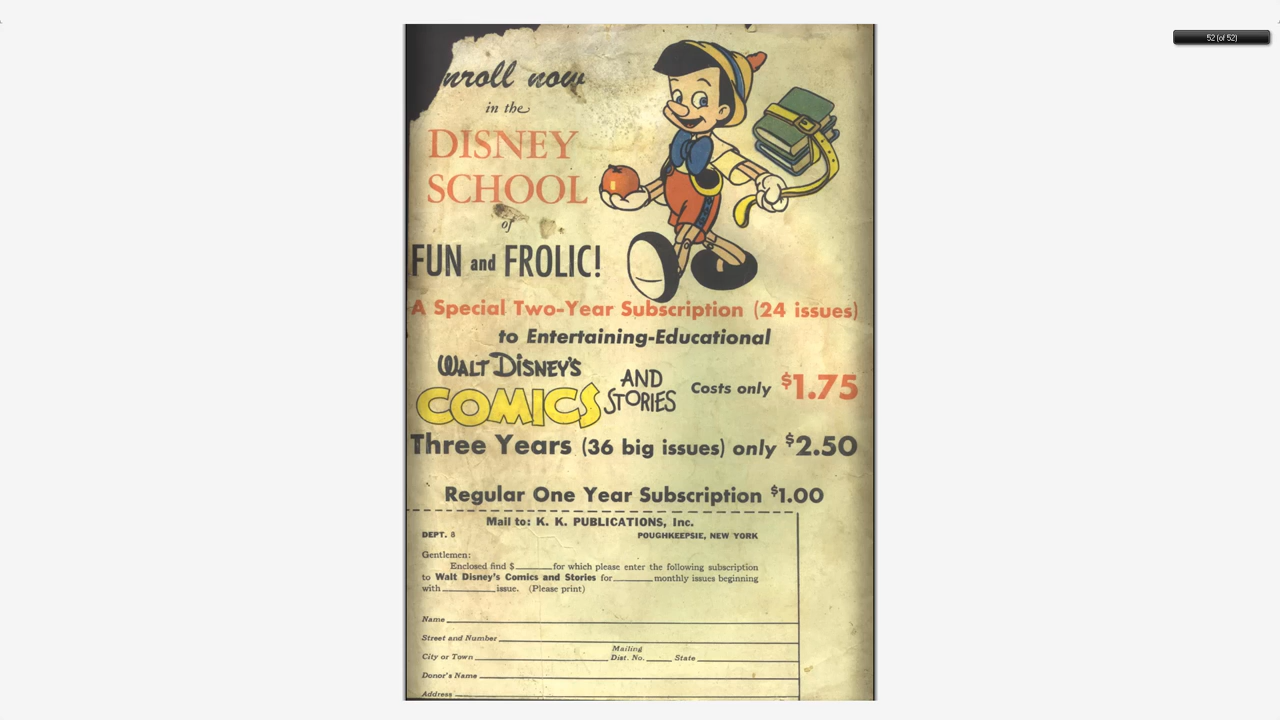 52 (of 52)
nroll now
in the
DISNEY
SCHOOL
of
FUN and FROLIC!
A Special Two-Year Subscription (24 issues)
to Entertaining-Educational
WALT DISNEY'S
COMICS AND STORIES Costs only $1.75
Three Years (36 big issues) only $2.50
Regular One Year Subscription $1.00
Mail to: K. K. PUBLICATIONS, Inc.
DEPT. 8 POUGHKEEPSIE, NEW YORK
Gentlemen:
Enclosed find $ for which please enter the following subscription
to Walt Disney's Comics and Stories for monthly issues beginning
with issue. (Please print)
Name
Street and Number
City or Town Mailing Dist. No. State
Donor's Name
Address